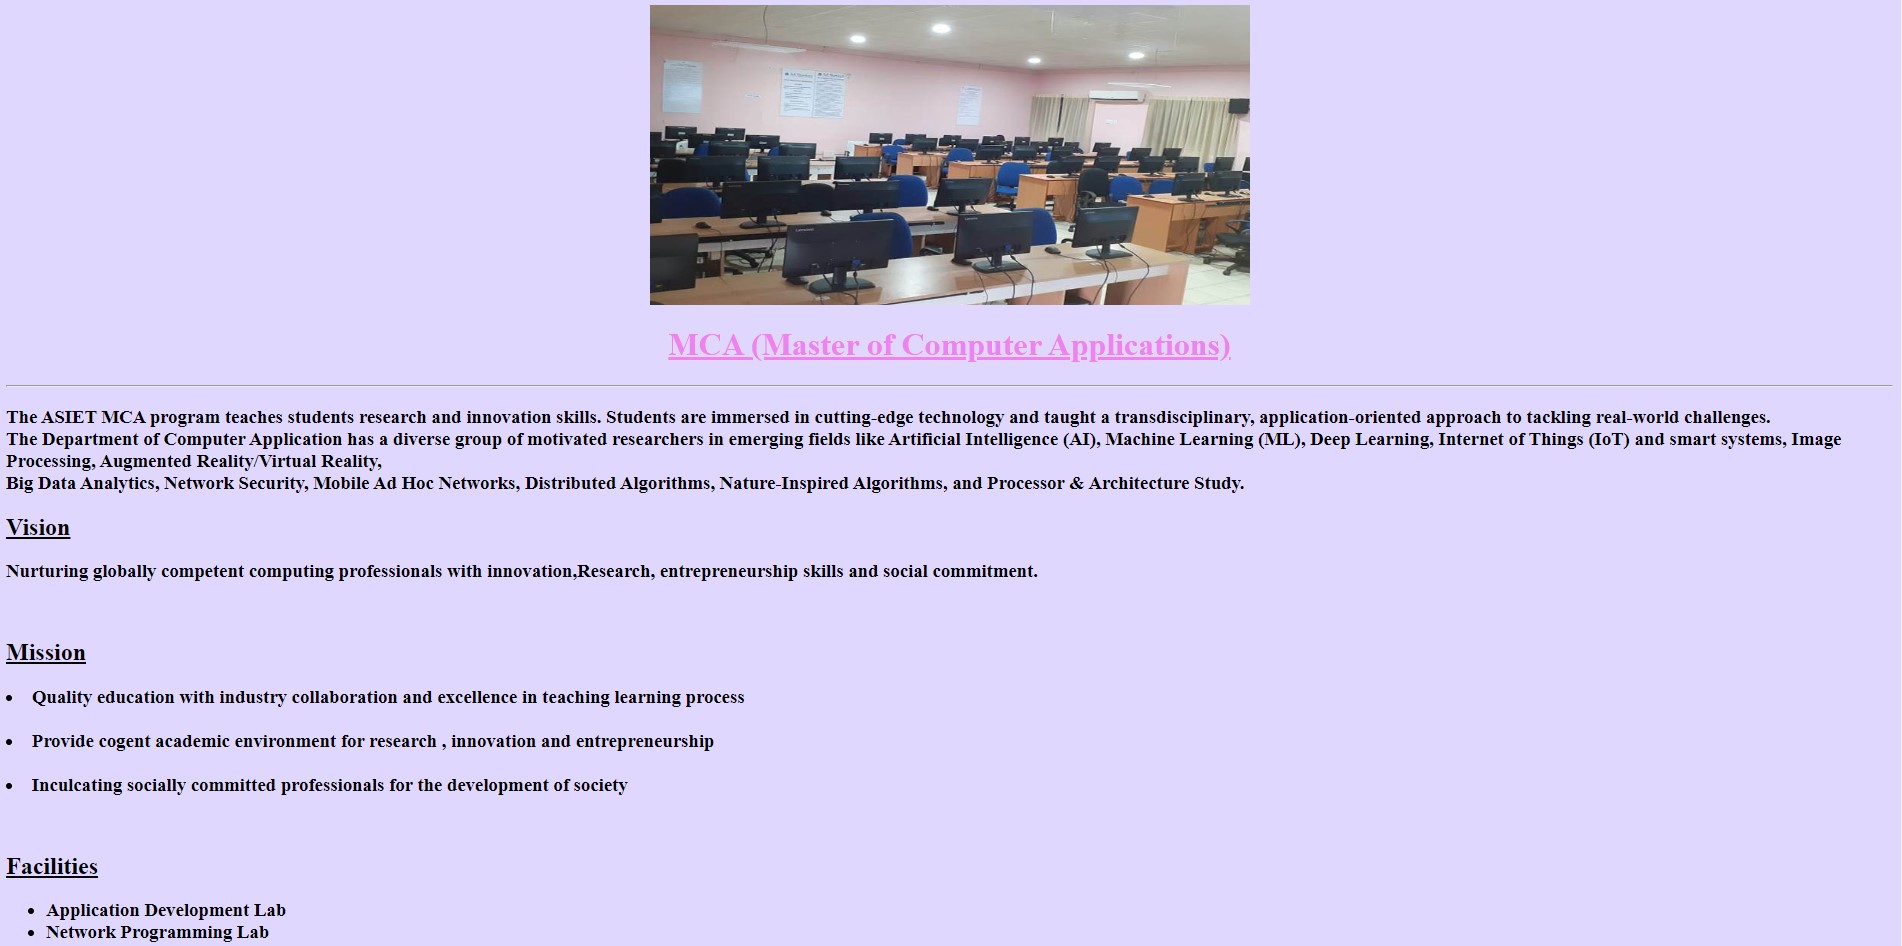 MCA (Master of Computer Applications)
The ASIET MCA program teaches students research and innovation skills. Students are immersed in cutting-edge technology and taught a transdisciplinary, application-oriented approach to tackling real-world challenges.
The Department of Computer Application has a diverse group of motivated researchers in emerging fields like Artificial Intelligence (AI), Machine Learning (ML), Deep Learning, Internet of Things (IoT) and smart systems, Image
Processing, Augmented Reality/Virtual Reality,
Big Data Analytics, Network Security, Mobile Ad Hoc Networks, Distributed Algorithms, Nature-Inspired Algorithms, and Processor & Architecture Study.
Vision
Nurturing globally competent computing professionals with innovation,Research, entrepreneurship skills and social commitment.
Mission
• Quality education with industry collaboration and excellence in teaching learning process
• Provide cogent academic environment for research , innovation and entrepreneurship
• Inculcating socially committed professionals for the development of society
Facilities
• Application Development Lab
• Network Programming Lab